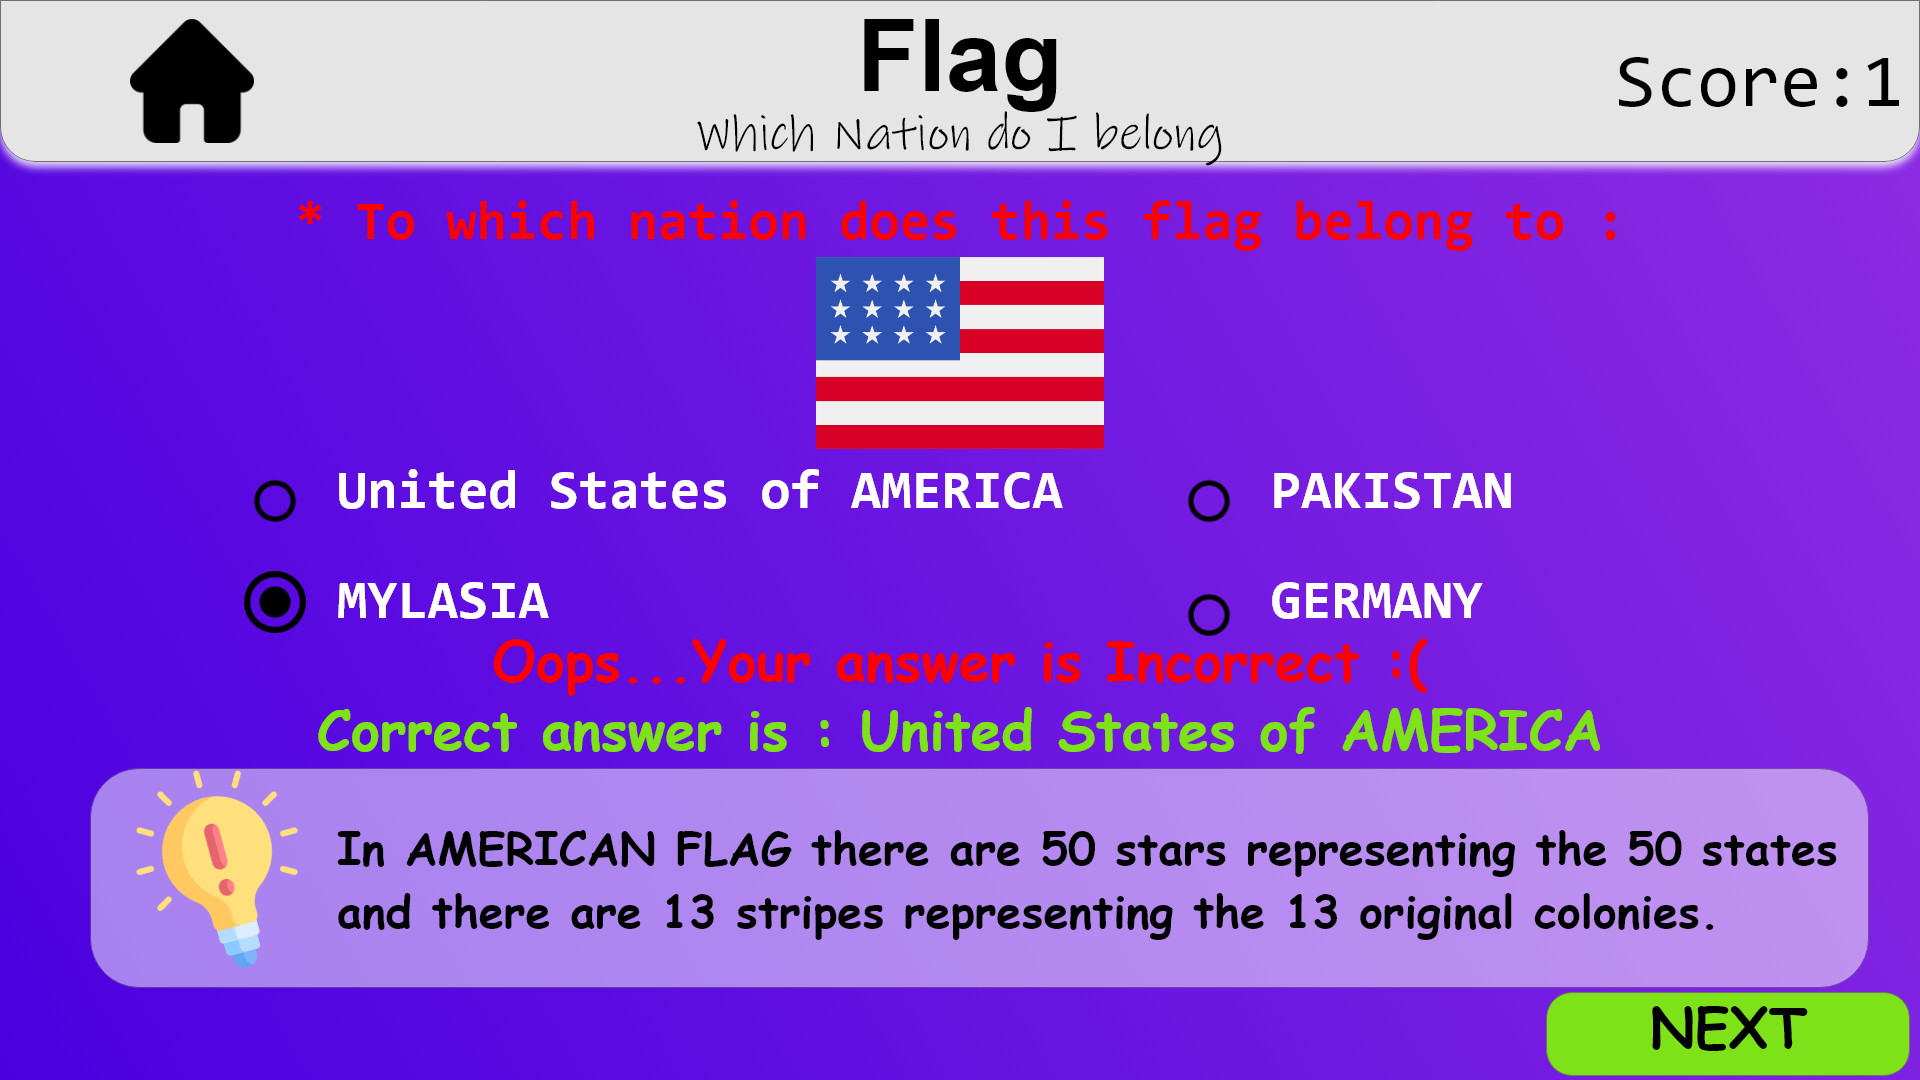 Flag
Which Nation do I belong
Score:1
* To which nation does this flag belong to :
United States of AMERICA
PAKISTAN
MYLASIA
GERMANY
Oops...Your answer is Incorrect :(
Correct answer is : United States of AMERICA
In AMERICAN FLAG there are 50 stars representing the 50 states
and there are 13 stripes representing the 13 original colonies.
NEXT